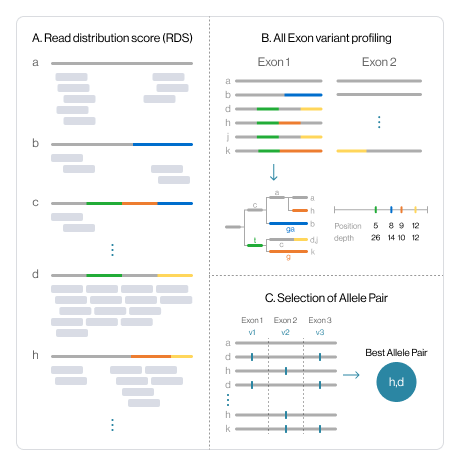 A. Read distribution score (RDS)
a
b
c
d
h
B. All Exon variant profiling
Exon 1 Exon 2
a
b
d
h
j
k
a
c
a
h
b
ga
t
c
d,j
k
g
Position 5 8 9 12
depth 26 14 10 12
C. Selection of Allele Pair
Exon 1 Exon 2 Exon 3
v1 v2 v3
a
d
h
d
h
k
Best Allele Pair
h,d